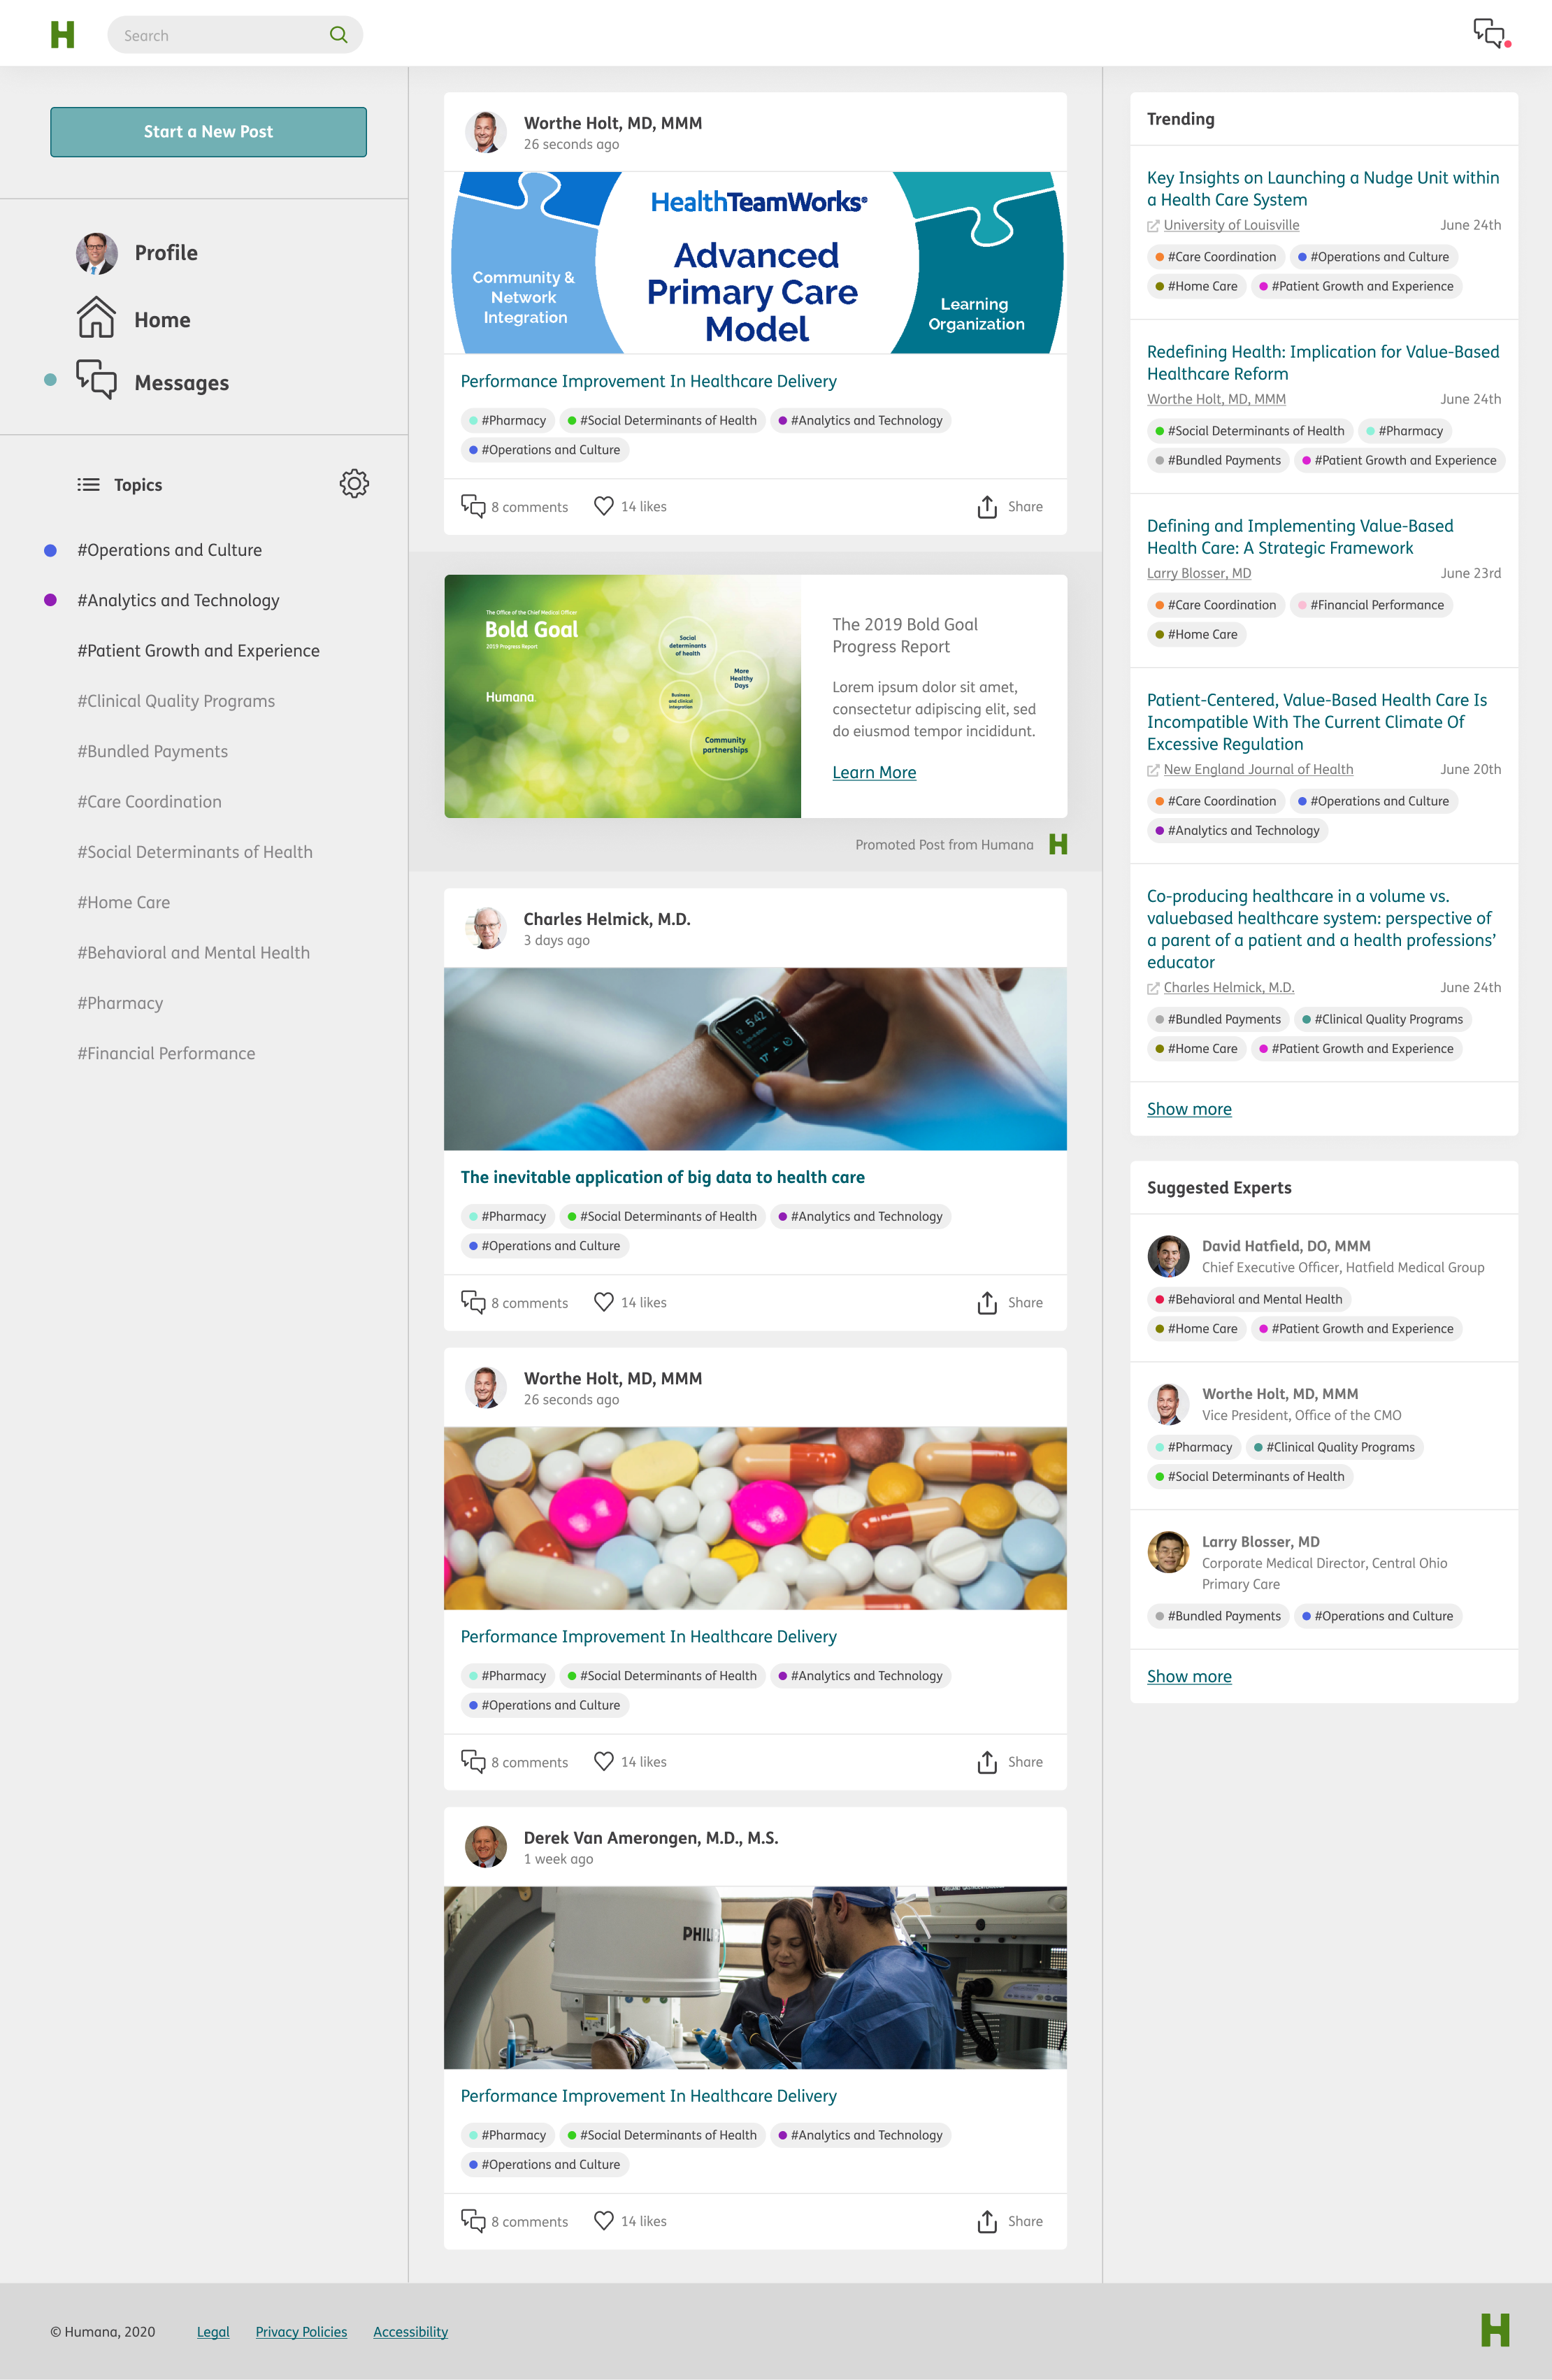 H
Search
Start a New Post
Profile
Home
Messages
Topics
#Operations and Culture
#Analytics and Technology
#Patient Growth and Experience
#Clinical Quality Programs
#Bundled Payments
#Care Coordination
#Social Determinants of Health
#Home Care
#Behavioral and Mental Health
#Pharmacy
#Financial Performance
Worthe Holt, MD, MMM
26 seconds ago
HealthTeamWorks®
Advanced
Primary Care
Model
Community &
Network
Integration
Learning
Organization
Performance Improvement In Healthcare Delivery
#Pharmacy #Social Determinants of Health #Analytics and Technology
#Operations and Culture
8 comments 14 likes Share
The Office of the Chief Medical Officer
Bold Goal
2019 Progress Report
Humana.
Social
determinants
of health
More
Healthy
Days
Business
and clinical
integration
Community
partnerships
The 2019 Bold Goal
Progress Report
Lorem ipsum dolor sit amet,
consectetur adipiscing elit, sed
do eiusmod tempor incididunt.
Learn More
Promoted Post from Humana H
Charles Helmick, M.D.
3 days ago
5:42
The inevitable application of big data to health care
#Pharmacy #Social Determinants of Health #Analytics and Technology
#Operations and Culture
8 comments 14 likes Share
Worthe Holt, MD, MMM
26 seconds ago
Performance Improvement In Healthcare Delivery
#Pharmacy #Social Determinants of Health #Analytics and Technology
#Operations and Culture
8 comments 14 likes Share
Derek Van Amerongen, M.D., M.S.
1 week ago
PHILI
Performance Improvement In Healthcare Delivery
#Pharmacy #Social Determinants of Health #Analytics and Technology
#Operations and Culture
8 comments 14 likes Share
Trending
Key Insights on Launching a Nudge Unit within
a Health Care System
University of Louisville June 24th
#Care Coordination #Operations and Culture
#Home Care #Patient Growth and Experience
Redefining Health: Implication for Value-Based
Healthcare Reform
Worthe Holt, MD, MMM June 24th
#Social Determinants of Health #Pharmacy
#Bundled Payments #Patient Growth and Experience
Defining and Implementing Value-Based
Health Care: A Strategic Framework
Larry Blosser, MD June 23rd
#Care Coordination #Financial Performance
#Home Care
Patient-Centered, Value-Based Health Care Is
Incompatible With The Current Climate Of
Excessive Regulation
New England Journal of Health June 20th
#Care Coordination #Operations and Culture
#Analytics and Technology
Co-producing healthcare in a volume vs.
valuebased healthcare system: perspective of
a parent of a patient and a health professions’
educator
Charles Helmick, M.D. June 24th
#Bundled Payments #Clinical Quality Programs
#Home Care #Patient Growth and Experience
Show more
Suggested Experts
David Hatfield, DO, MMM
Chief Executive Officer, Hatfield Medical Group
#Behavioral and Mental Health
#Home Care #Patient Growth and Experience
Worthe Holt, MD, MMM
Vice President, Office of the CMO
#Pharmacy #Clinical Quality Programs
#Social Determinants of Health
Larry Blosser, MD
Corporate Medical Director, Central Ohio
Primary Care
#Bundled Payments #Operations and Culture
Show more
© Humana, 2020 Legal Privacy Policies Accessibility H